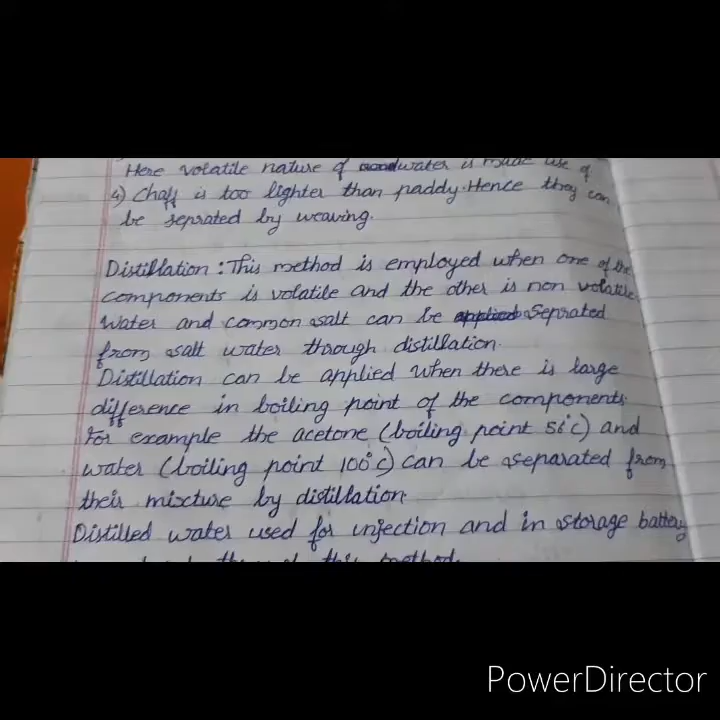 Here volatile nature of water is made use of
4) Chaff is too lighter than paddy. Hence they can
be seprated by weaving.
Distillation : This method is employed when one of the
components is volatile and the other is non volatile
Water and common salt can be applied seprated
from salt water through distillation.
Distillation can be applied when there is large
difference in boiling point of the components.
For example the acetone (boiling point 56°c) and
water (boiling point 100°c) can be separated from
their mixture by distillation.
Distilled water used for injection and in storage battery
this method.
PowerDirector